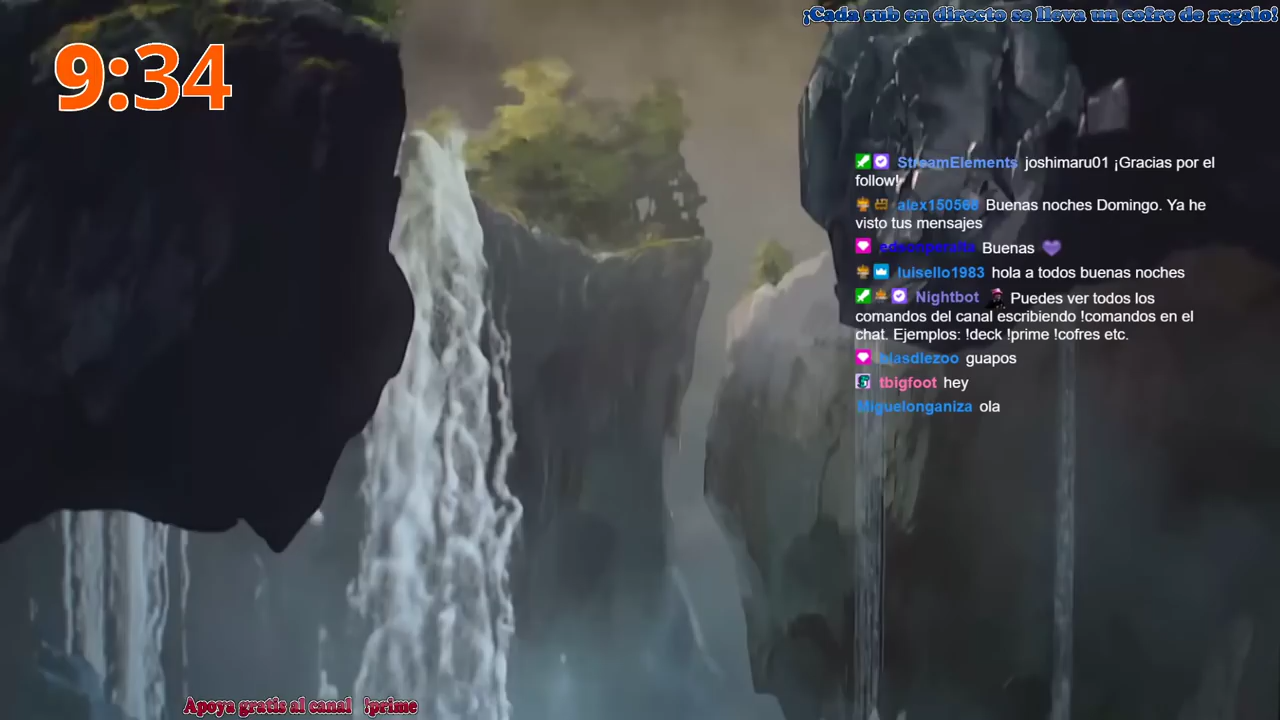 ¡Cada sub en directo se lleva un cofre de regalo!
9:34
StreamElements joshimaru01 ¡Gracias por el
follow!
alex150568 Buenas noches Domingo. Ya he
visto tus mensajes
Buenas
luisello1983 hola a todos buenas noches
Nightbot Puedes ver todos los
comandos del canal escribiendo !comandos en el
chat. Ejemplos: !deck !prime !cofres etc.
blasdlezoo guapos
tbigfoot hey
Miguelonganiza ola
Apoya gratis al canal !prime